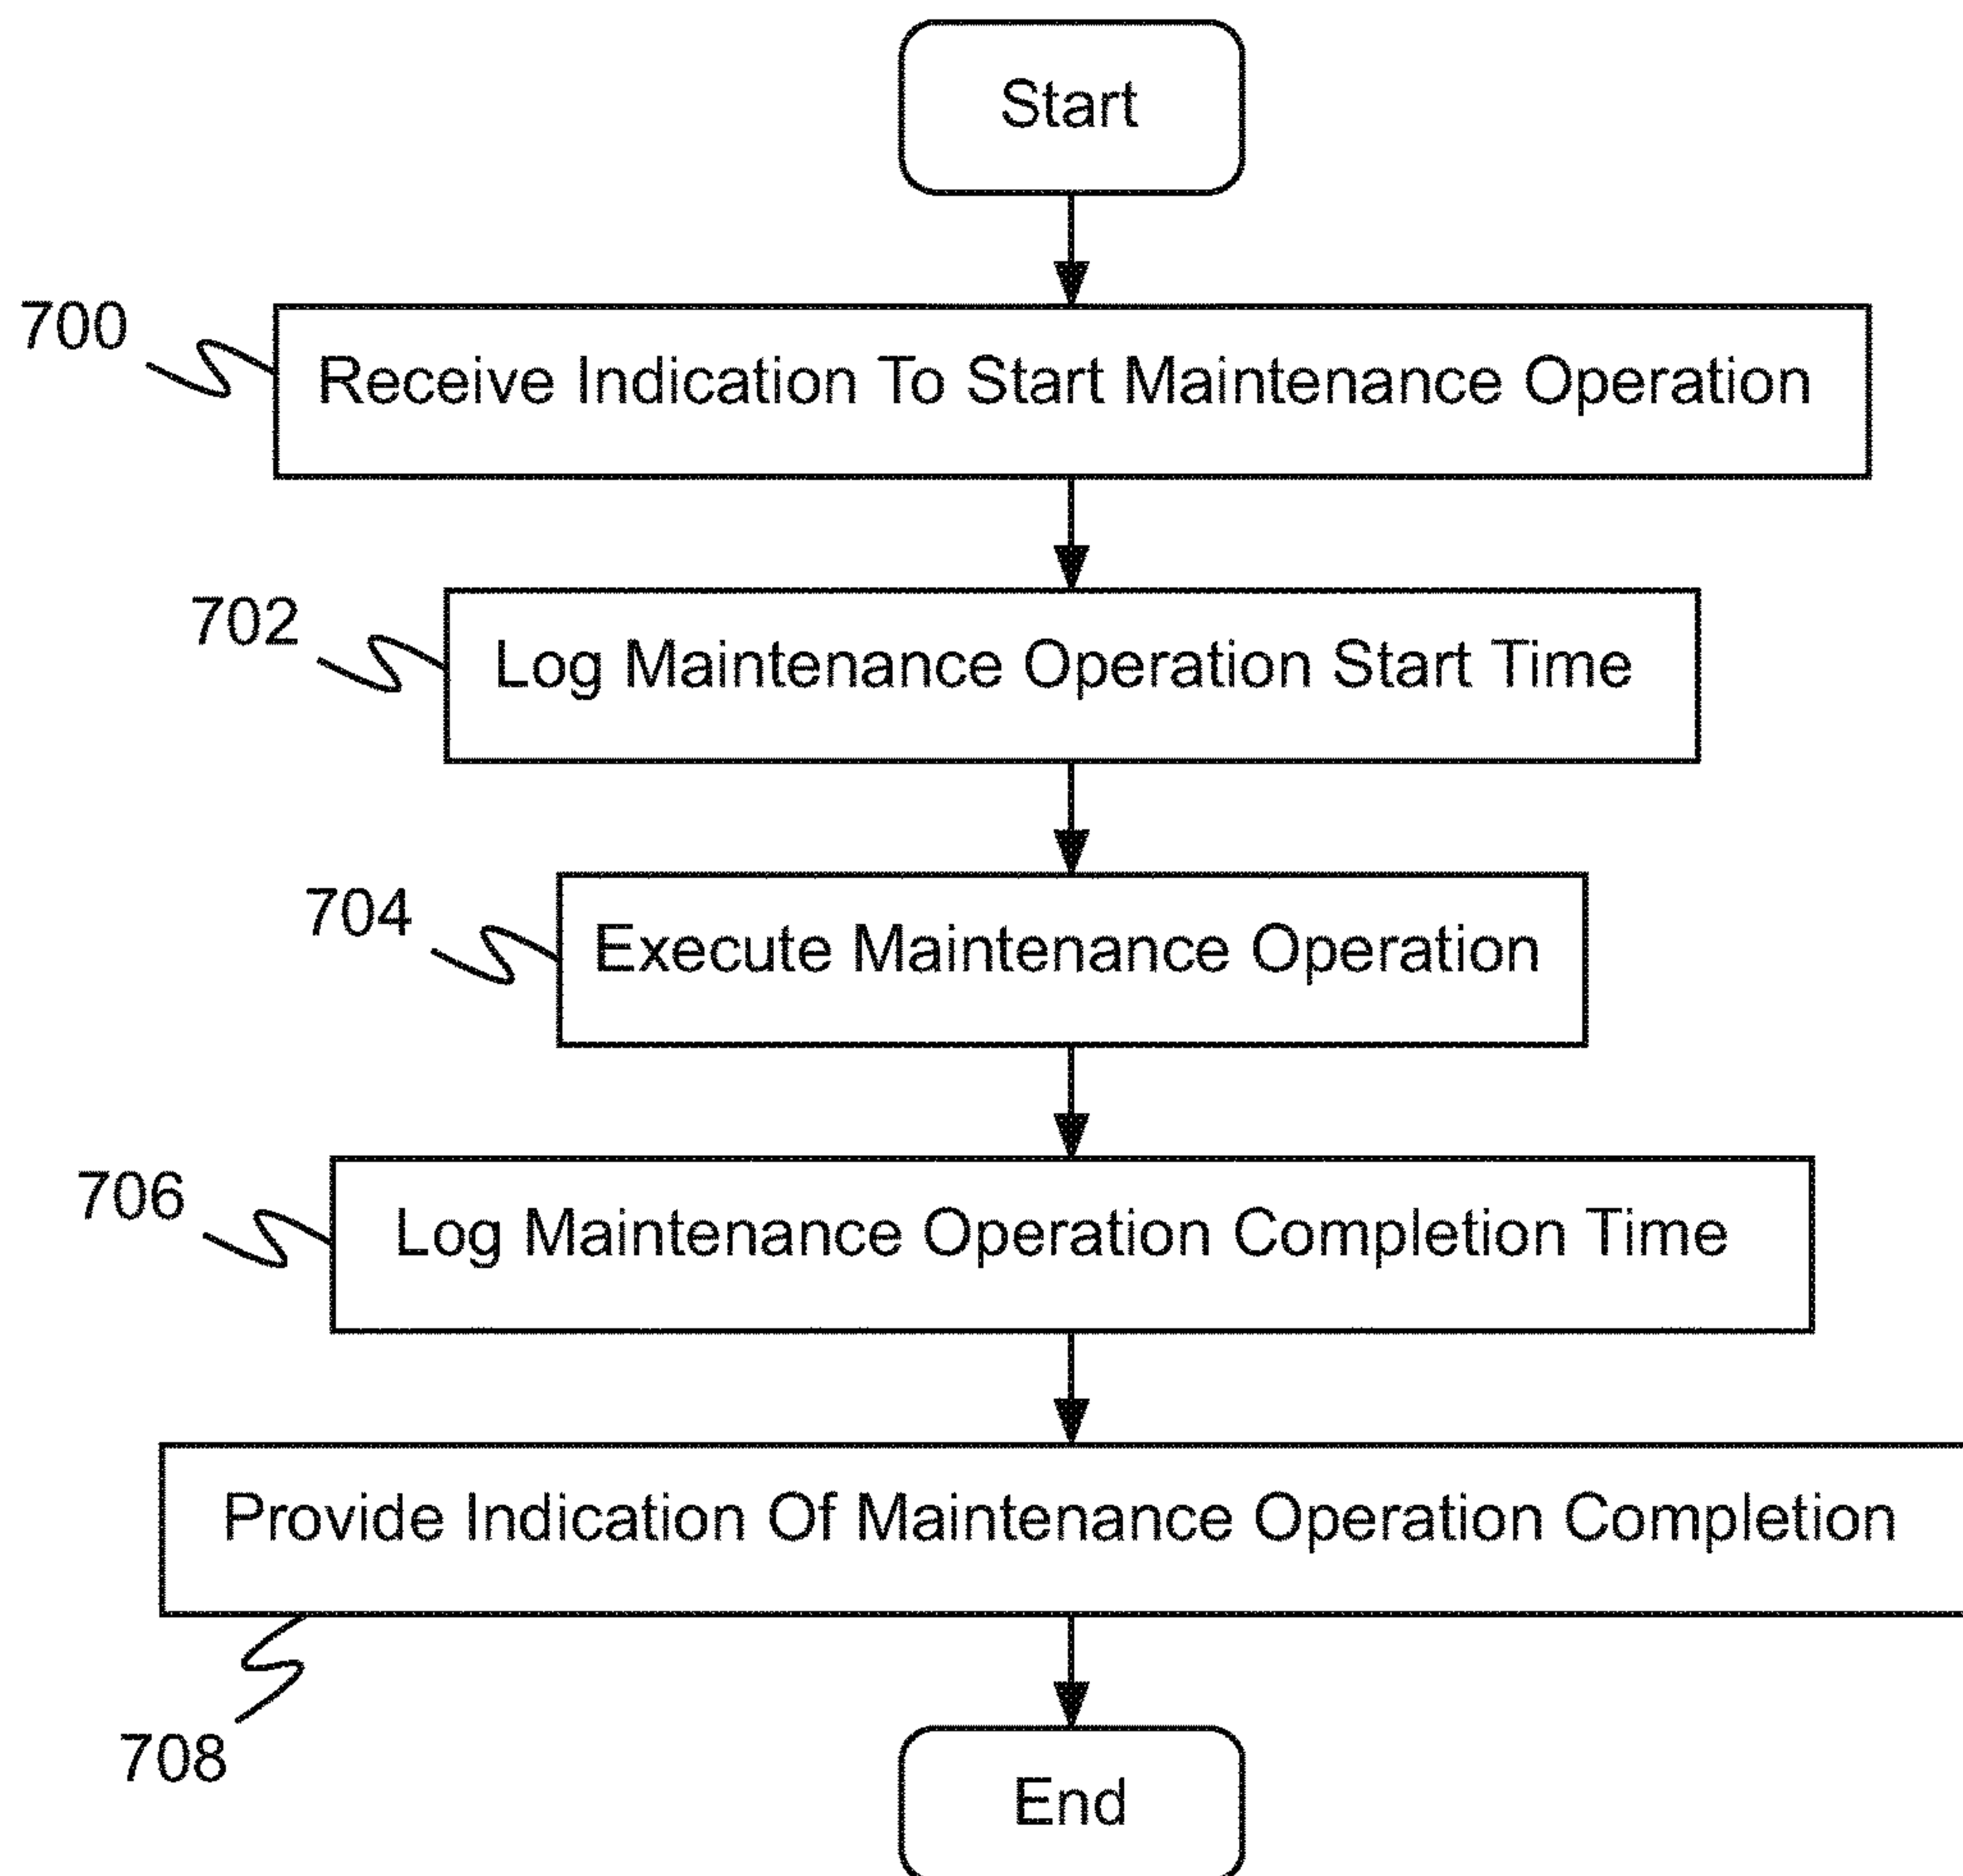 Start
700
Receive Indication To Start Maintenance Operation
702
Log Maintenance Operation Start Time
704
Execute Maintenance Operation
706
Log Maintenance Operation Completion Time
Provide Indication Of Maintenance Operation Completion
708
End